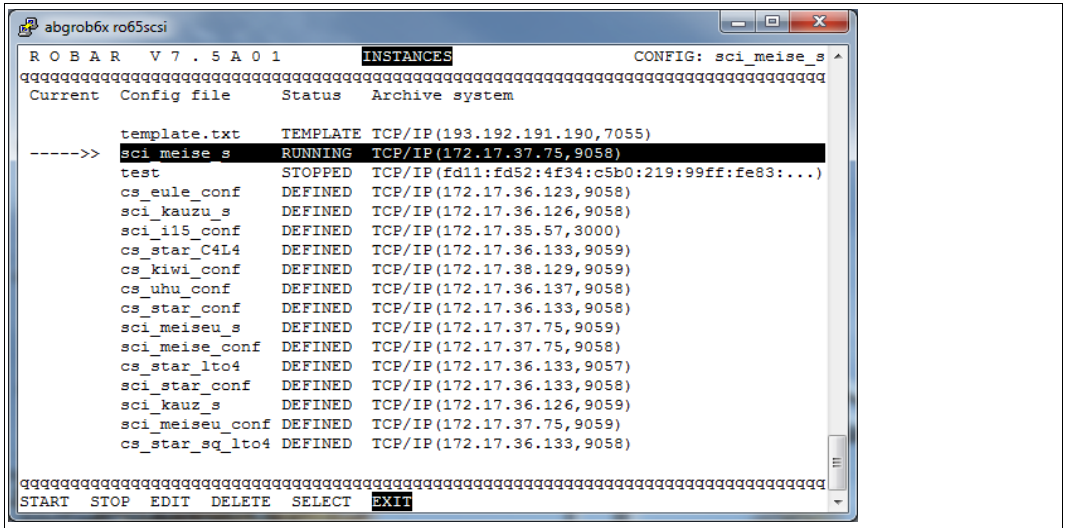 abgrob6x ro65scsi
R O B A R   V 7 . 5 A 0 1        INSTANCES        CONFIG: sci_meise_s
qqqqqqqqqqqqqqqqqqqqqqqqqqqqqqqqqqqqqqqqqqqqqqqqqqqqqqqqqqqqqqqqqqqqqqqqqqqqqqqq
Current  Config file     Status   Archive system
template.txt    TEMPLATE TCP/IP(193.192.191.190,7055)
----->>  sci_meise_s     RUNNING  TCP/IP(172.17.37.75,9058)
test            STOPPED  TCP/IP(fd11:fd52:4f34:c5b0:219:99ff:fe83:...)
cs_eule_conf    DEFINED  TCP/IP(172.17.36.123,9058)
sci_kauzu_s     DEFINED  TCP/IP(172.17.36.126,9058)
sci_i15_conf    DEFINED  TCP/IP(172.17.35.57,3000)
cs_star_C4L4    DEFINED  TCP/IP(172.17.36.133,9059)
cs_kiwi_conf    DEFINED  TCP/IP(172.17.38.129,9059)
cs_uhu_conf     DEFINED  TCP/IP(172.17.36.137,9058)
cs_star_conf    DEFINED  TCP/IP(172.17.36.133,9058)
sci_meiseu_s    DEFINED  TCP/IP(172.17.37.75,9059)
sci_meise_conf  DEFINED  TCP/IP(172.17.37.75,9058)
cs_star_lto4    DEFINED  TCP/IP(172.17.36.133,9057)
sci_star_conf   DEFINED  TCP/IP(172.17.36.133,9058)
sci_kauz_s      DEFINED  TCP/IP(172.17.36.126,9059)
sci_meiseu_conf DEFINED  TCP/IP(172.17.37.75,9059)
cs_star_sq_lto4 DEFINED  TCP/IP(172.17.36.133,9058)
qqqqqqqqqqqqqqqqqqqqqqqqqqqqqqqqqqqqqqqqqqqqqqqqqqqqqqqqqqqqqqqqqqqqqqqqqqqqqqqq
START  STOP  EDIT  DELETE  SELECT  EXIT